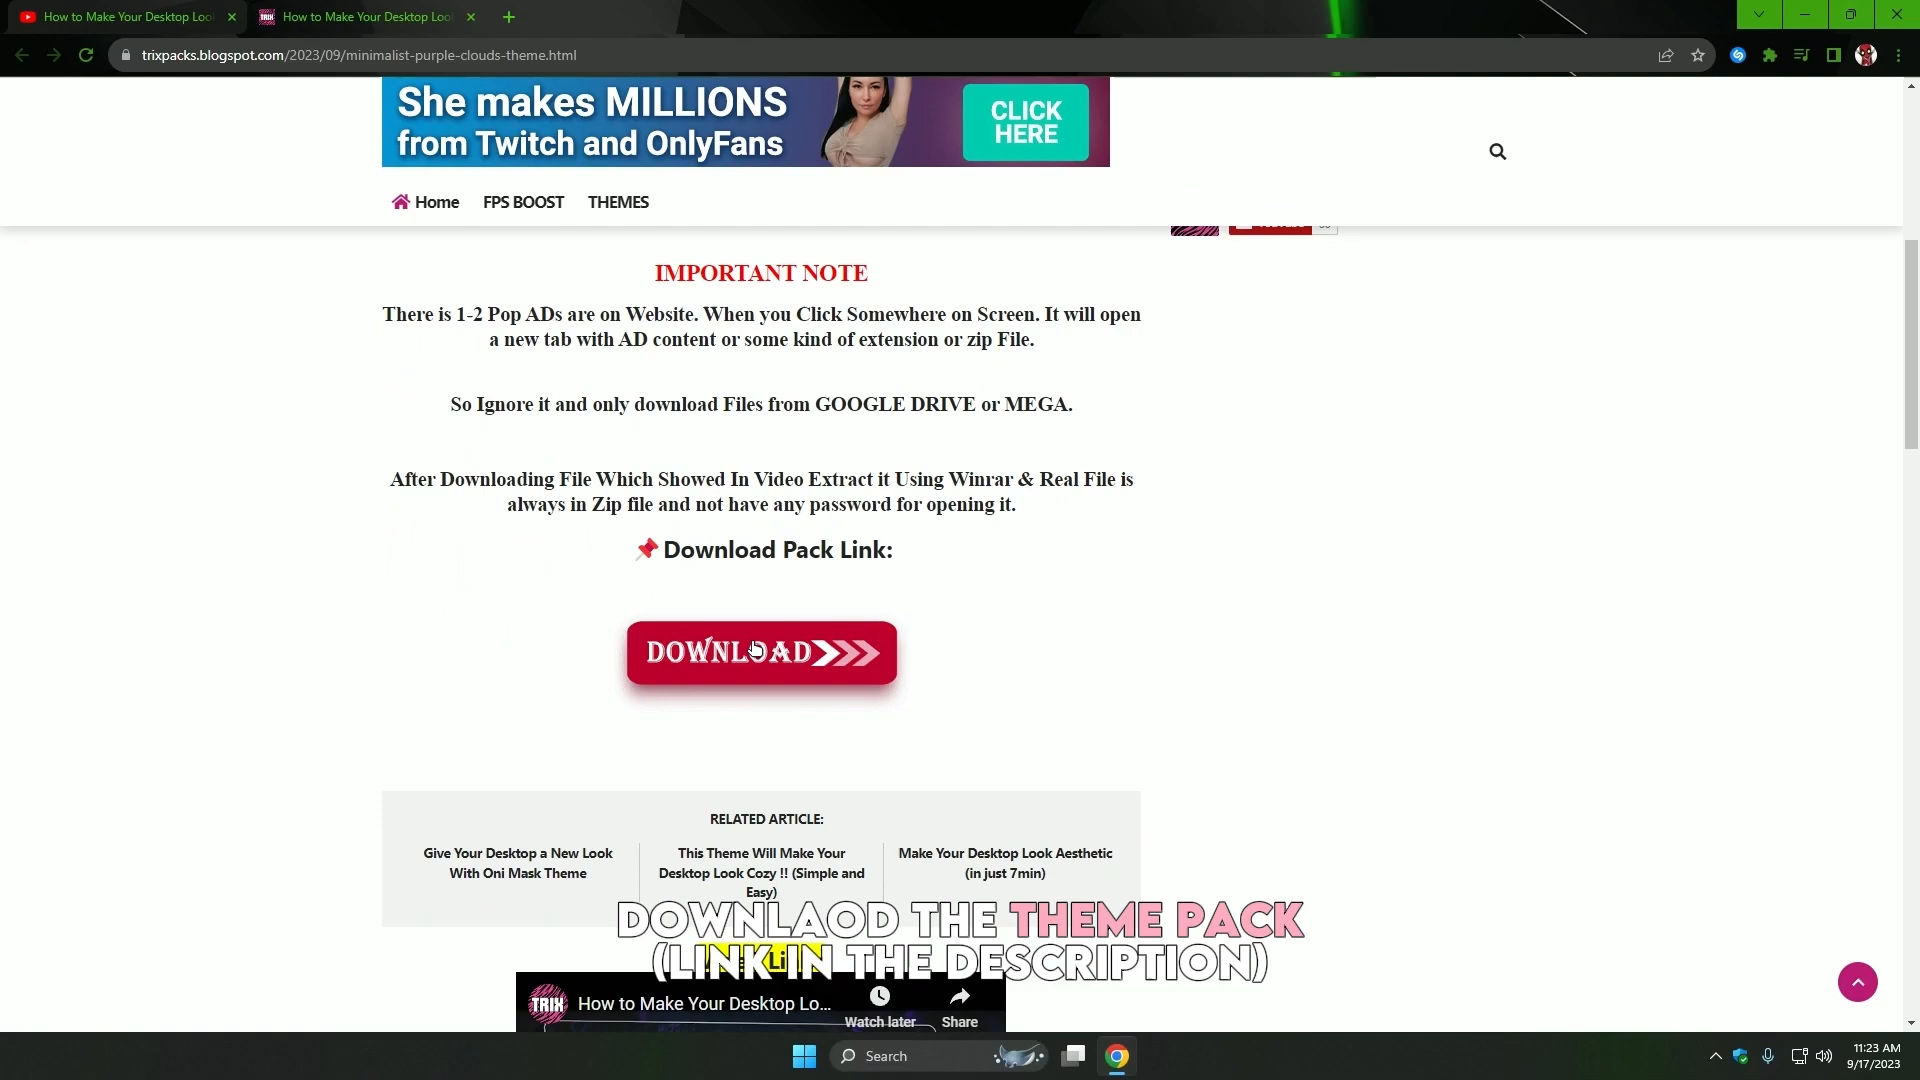 How to Make Your Desktop Loo
How to Make Your Desktop Loo
trixpacks.blogspot.com/2023/09/minimalist-purple-clouds-theme.html
She makes MILLIONS
from Twitch and OnlyFans
CLICK
HERE
Home
FPS BOOST
THEMES
IMPORTANT NOTE
There is 1-2 Pop ADs are on Website. When you Click Somewhere on Screen. It will open
a new tab with AD content or some kind of extension or zip File.
So Ignore it and only download Files from GOOGLE DRIVE or MEGA.
After Downloading File Which Showed In Video Extract it Using Winrar & Real File is
always in Zip file and not have any password for opening it.
Download Pack Link:
DOWNLOAD
RELATED ARTICLE:
Give Your Desktop a New Look
With Oni Mask Theme
This Theme Will Make Your
Desktop Look Cozy !! (Simple and
Easy)
Make Your Desktop Look Aesthetic
(in just 7min)
DOWNLAOD THE THEME PACK
(LINK IN THE DESCRIPTION)
TRIX
How to Make Your Desktop Lo...
Watch later
Share
Search
11:23 AM
9/17/2023